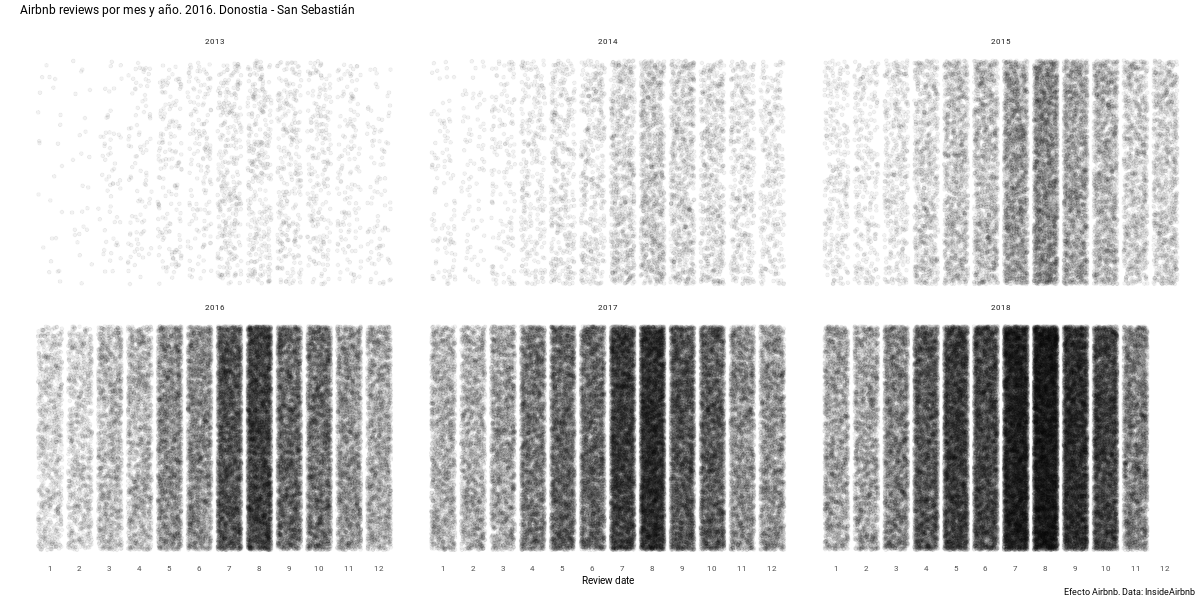 Airbnb reviews por mes y año. 2016. Donostia - San Sebastián
2013 2014 2015
2016 2017 2018
1 2 3 4 5 6 7 8 9 10 11 12 1 2 3 4 5 6 7 8 9 10 11 12 1 2 3 4 5 6 7 8 9 10 11 12
Review date
Efecto Airbnb. Data: InsideAirbnb